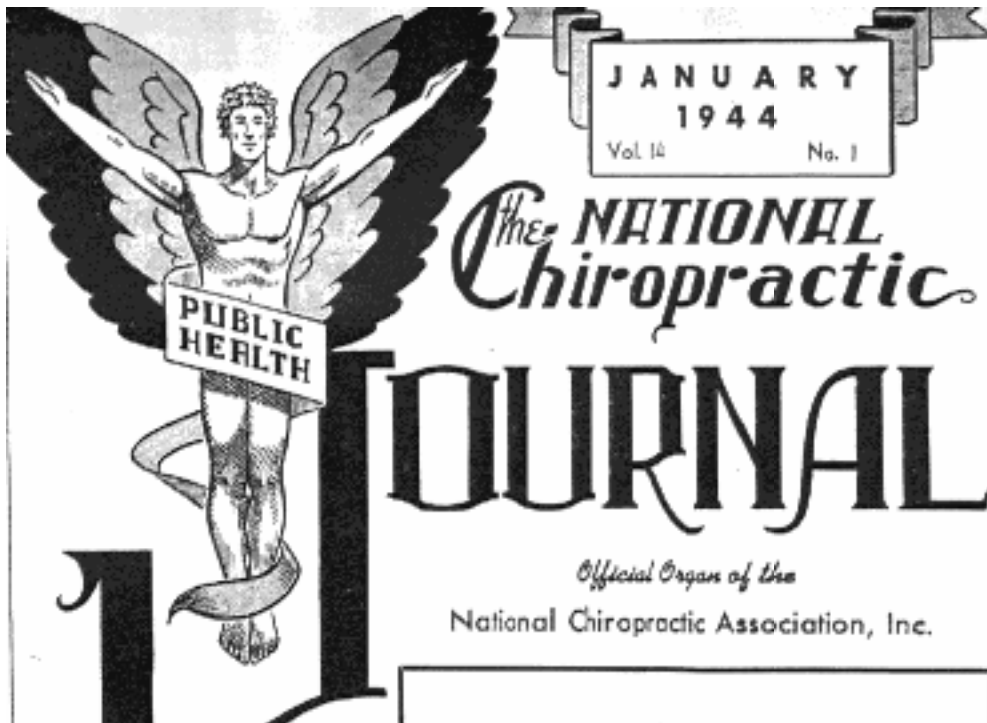 JANUARY
1944
Vol. 14 No. 1
the NATIONAL
Chiropractic
JOURNAL
PUBLIC
HEALTH
Official Organ of the
National Chiropractic Association, Inc.